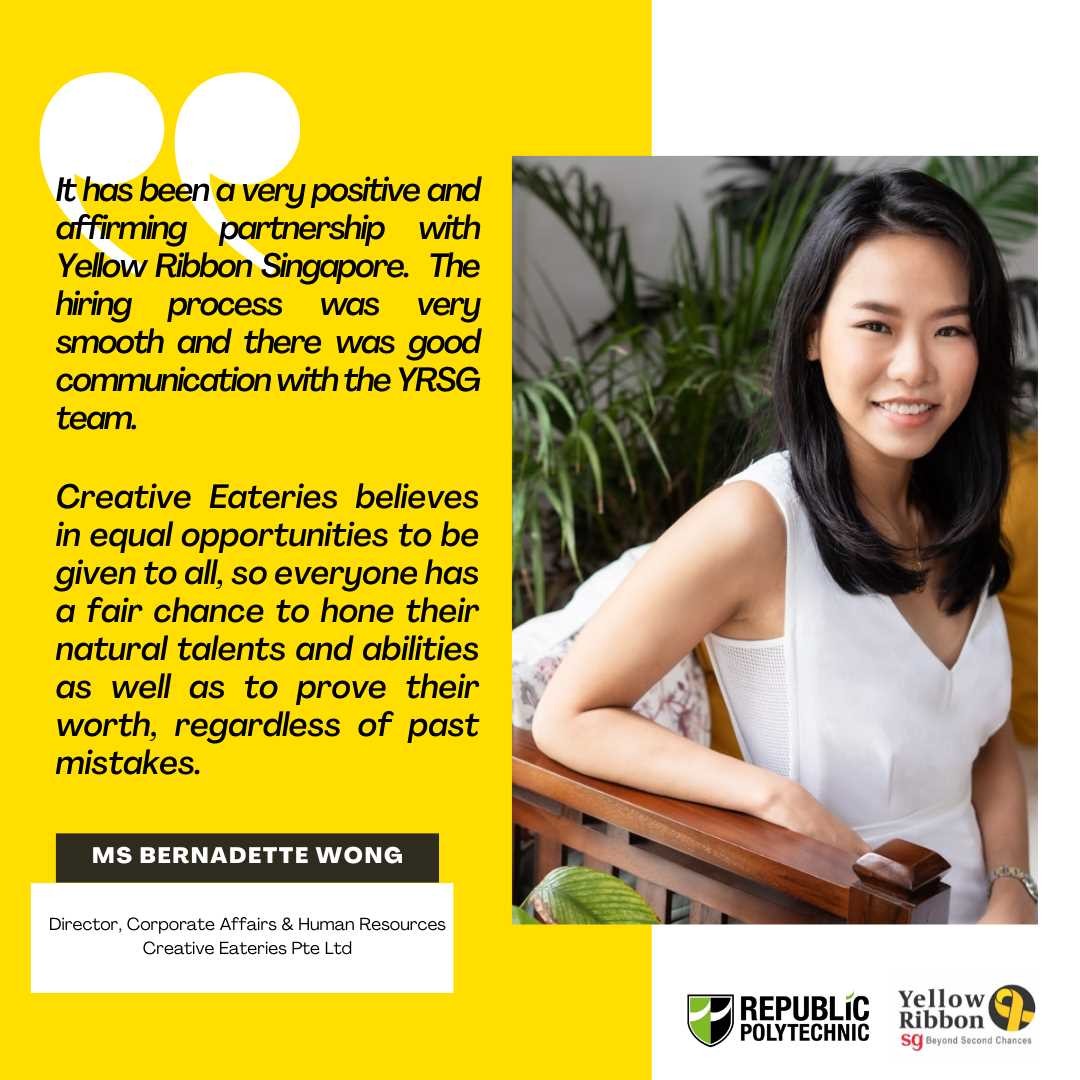 It has been a very positive and
affirming partnership with
Yellow Ribbon Singapore. The
hiring process was very
smooth and there was good
communication with the YRSG
team.
Creative Eateries believes
in equal opportunities to be
given to all, so everyone has
a fair chance to hone their
natural talents and abilities
as well as to prove their
worth, regardless of past
mistakes.
MS BERNADETTE WONG
Director, Corporate Affairs & Human Resources
Creative Eateries Pte Ltd
REPUBLIC
POLYTECHNIC
Yellow
Ribbon
sg Beyond Second Chances